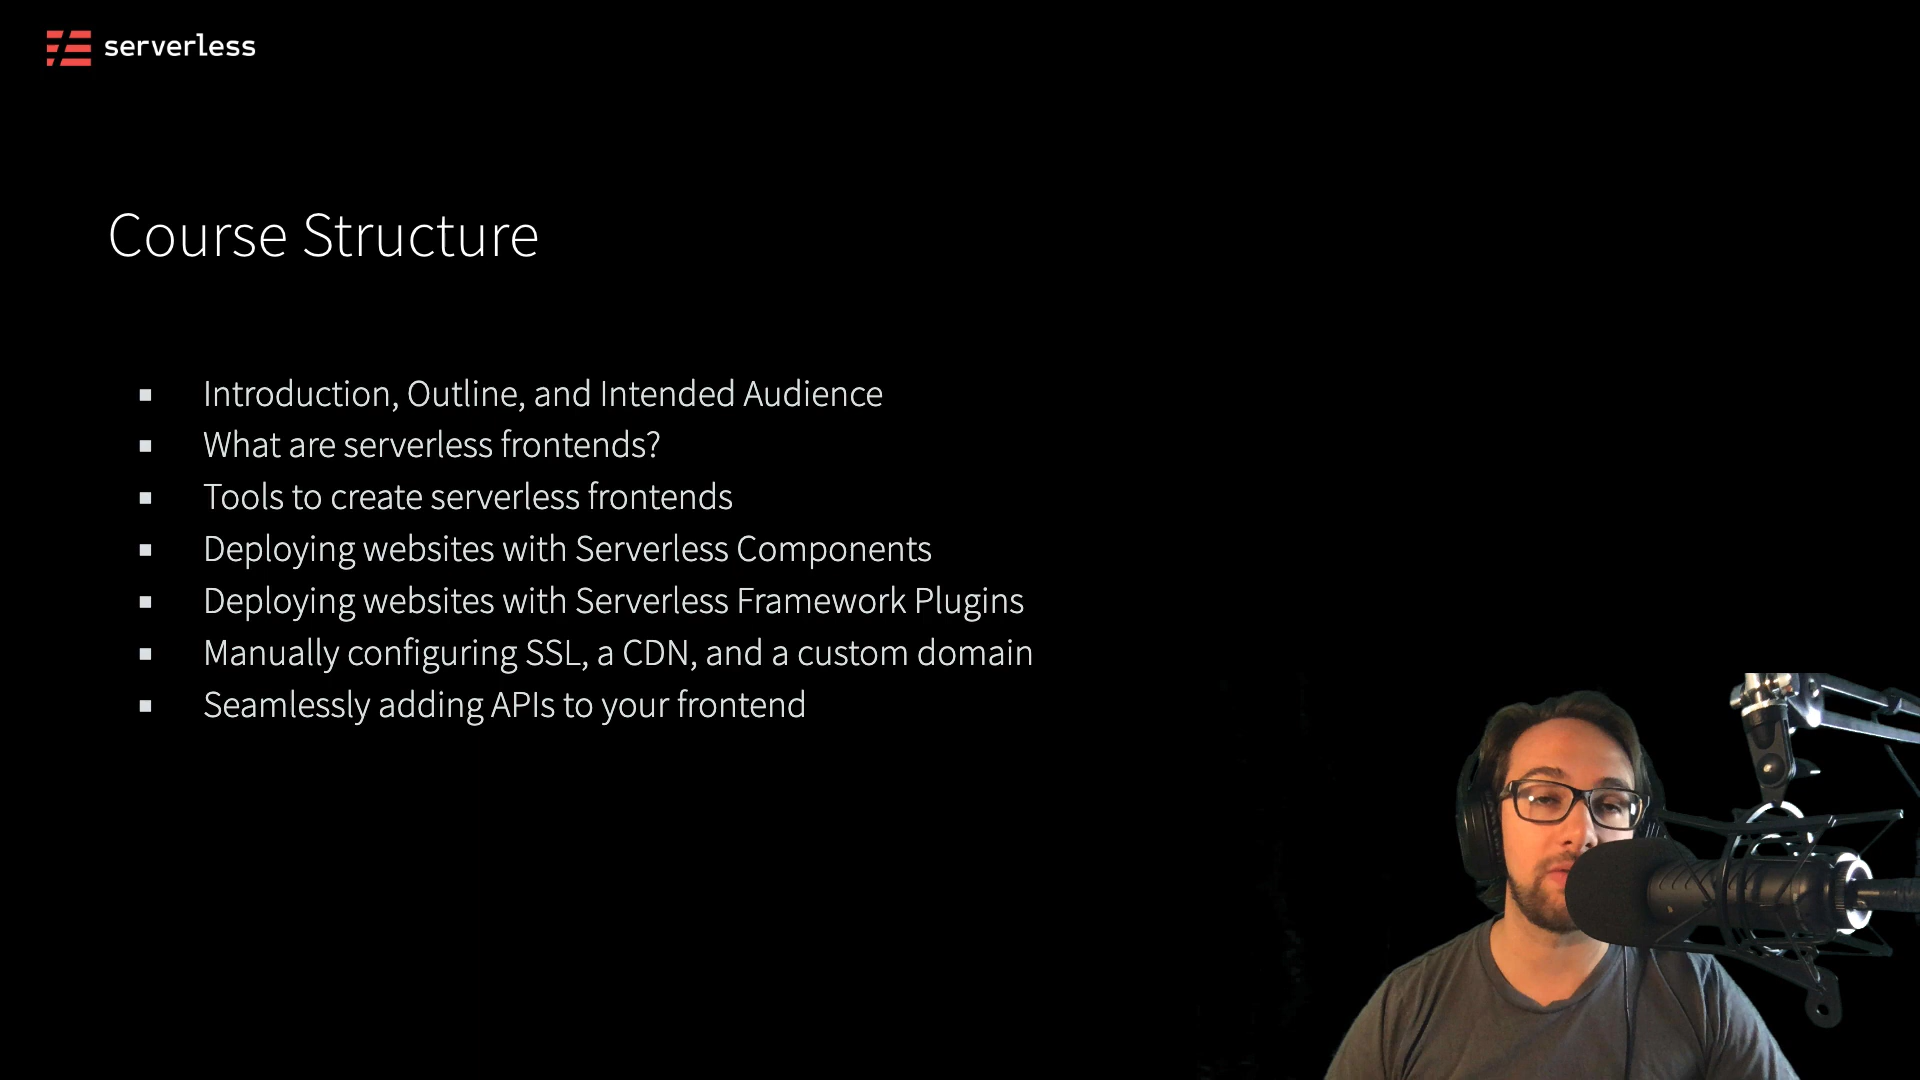 serverless
Course Structure
Introduction, Outline, and Intended Audience
What are serverless frontends?
Tools to create serverless frontends
Deploying websites with Serverless Components
Deploying websites with Serverless Framework Plugins
Manually configuring SSL, a CDN, and a custom domain
Seamlessly adding APIs to your frontend